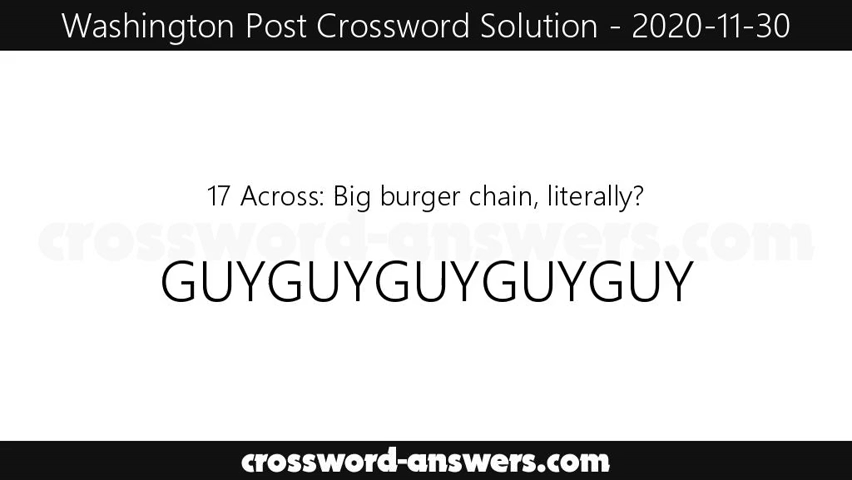 Washington Post Crossword Solution - 2020-11-30
17 Across: Big burger chain, literally?
crossword-answers.com
GUYGUYGUYGUYGUY
crossword-answers.com